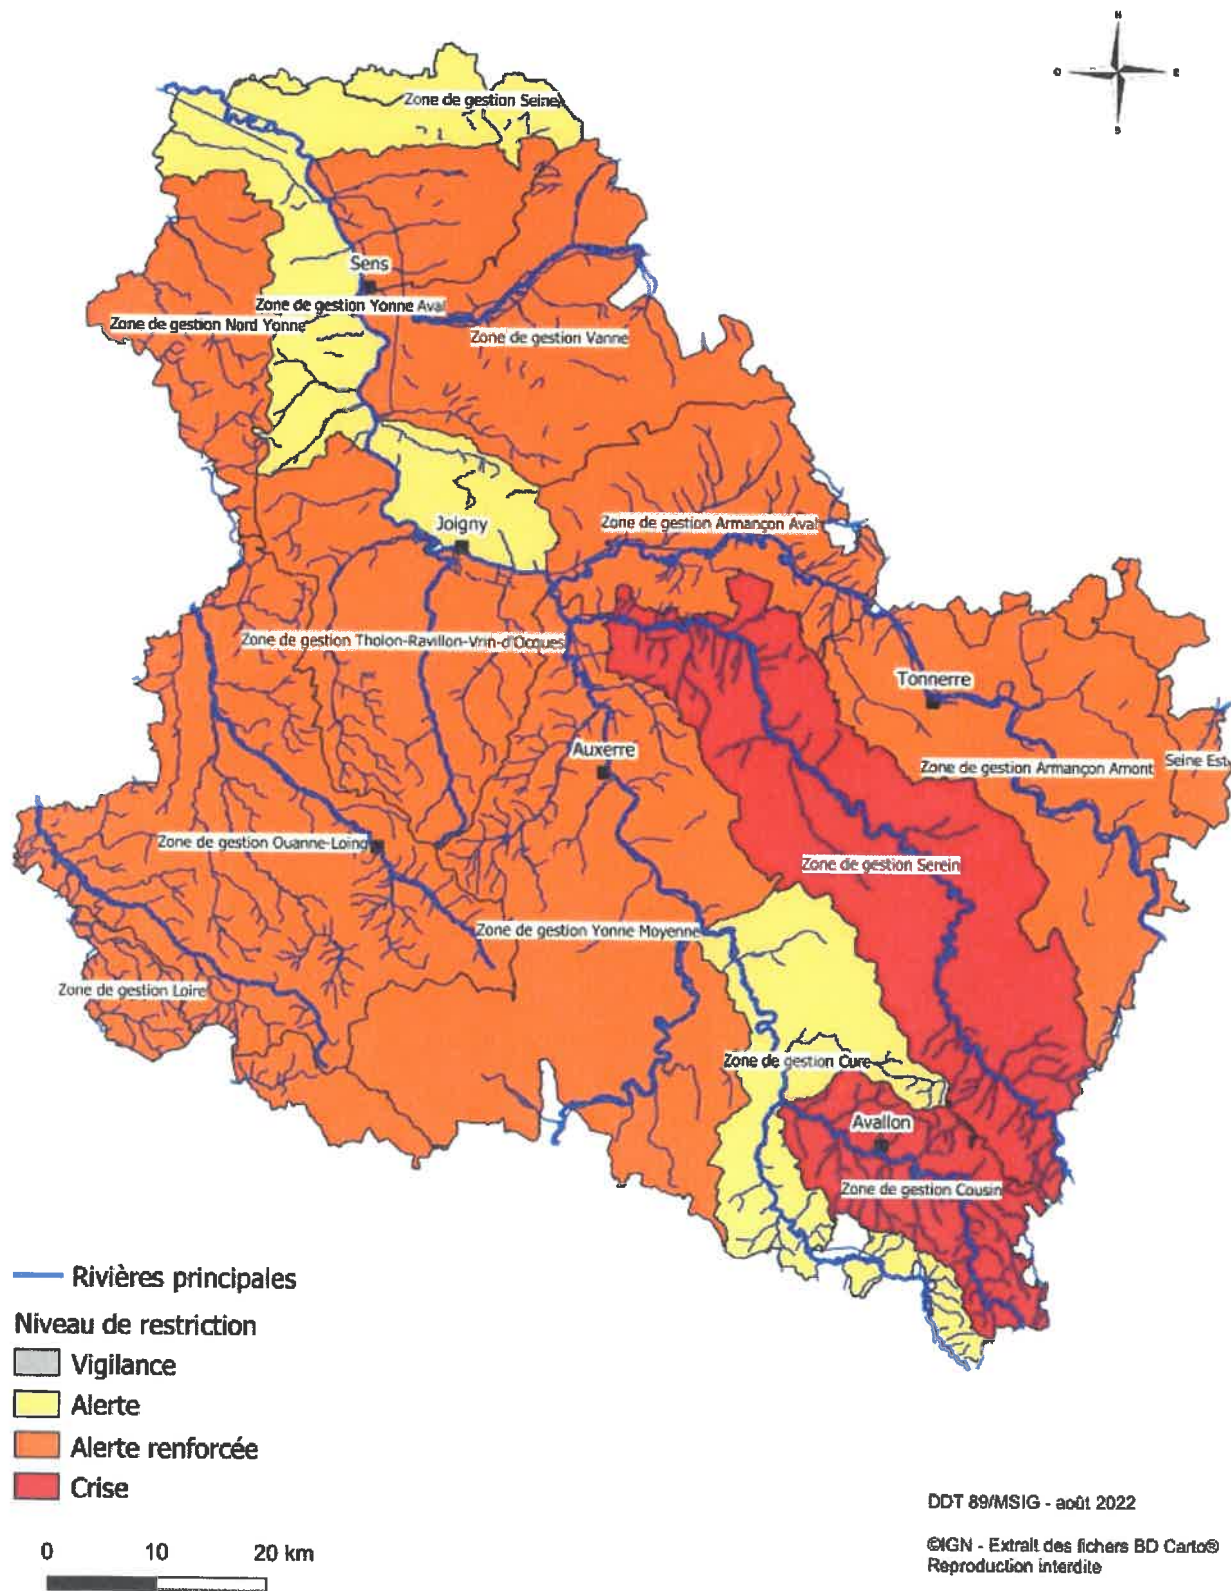 N
O
E
S
Zone de gestion Seine
Sens
Zone de gestion Yonne Aval
Zone de gestion Nord Yonne
Zone de gestion Vanne
Joigny
Zone de gestion Armançon Aval
Zone de gestion Tholon-Ravillon-Vrin-d'Ocques
Tonnerre
Auxerre
Zone de gestion Armançon Amont
Seine Est
Zone de gestion Ouanne-Loing
Zone de gestion Serein
Zone de gestion Yonne Moyenne
Zone de gestion Loire
Zone de gestion Cure
Avallon
Zone de gestion Cousin
Rivières principales
Niveau de restriction
Vigilance
Alerte
Alerte renforcée
Crise
DDT 89/MSIG - août 2022
©IGN - Extrait des fichiers BD Carto®
Reproduction interdite
0 10 20 km